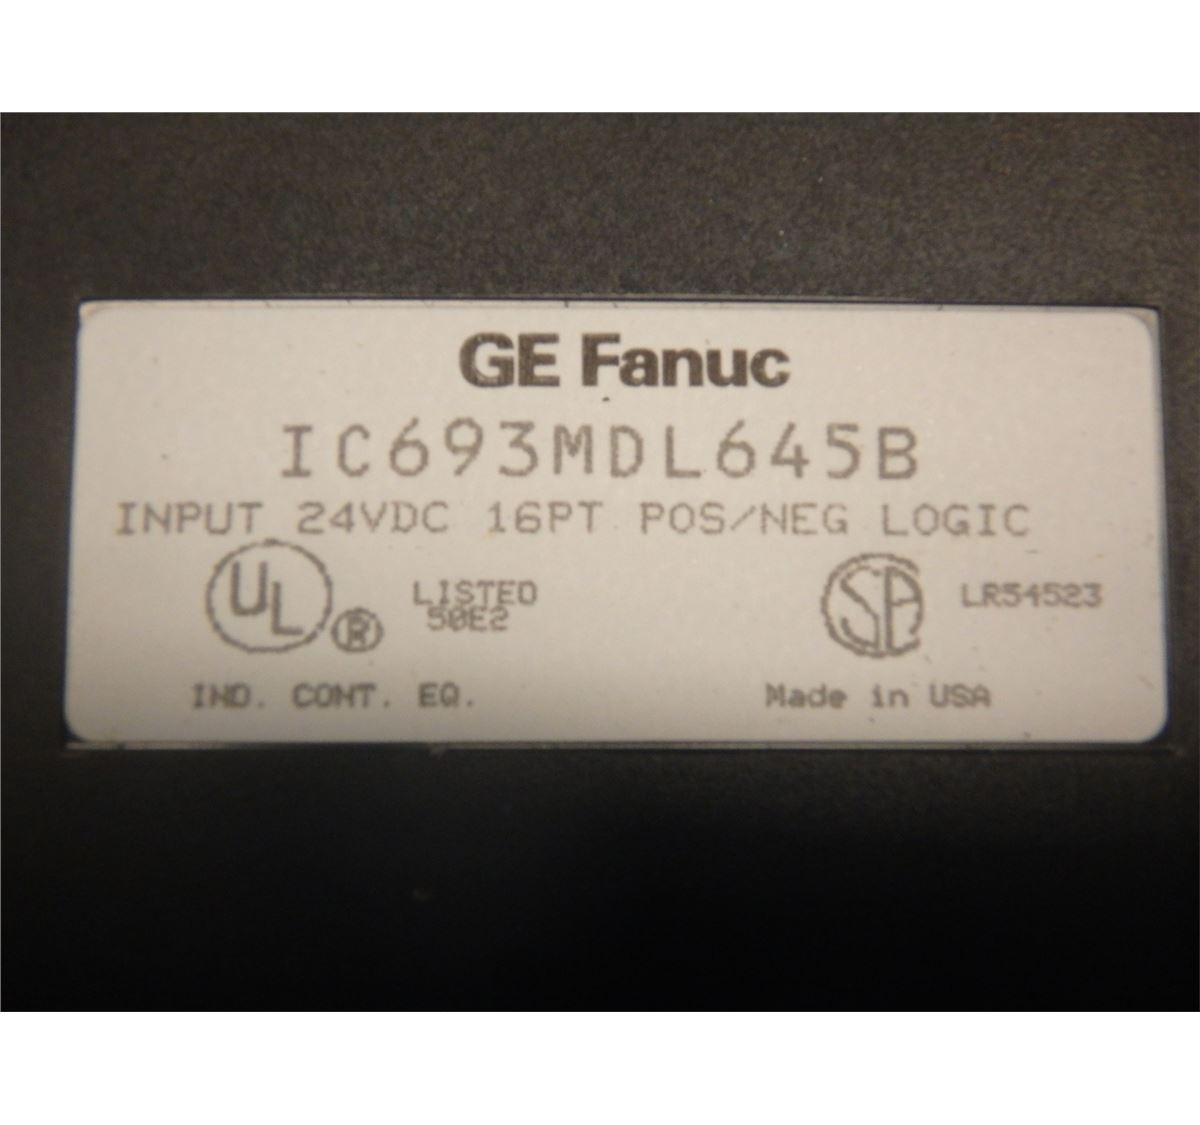 GE Fanuc
IC693MDL645B
INPUT 24VDC 16PT POS/NEG LOGIC
UL ® LISTED
50E2
SA LR54523
IND. CONT. EQ.
Made in USA